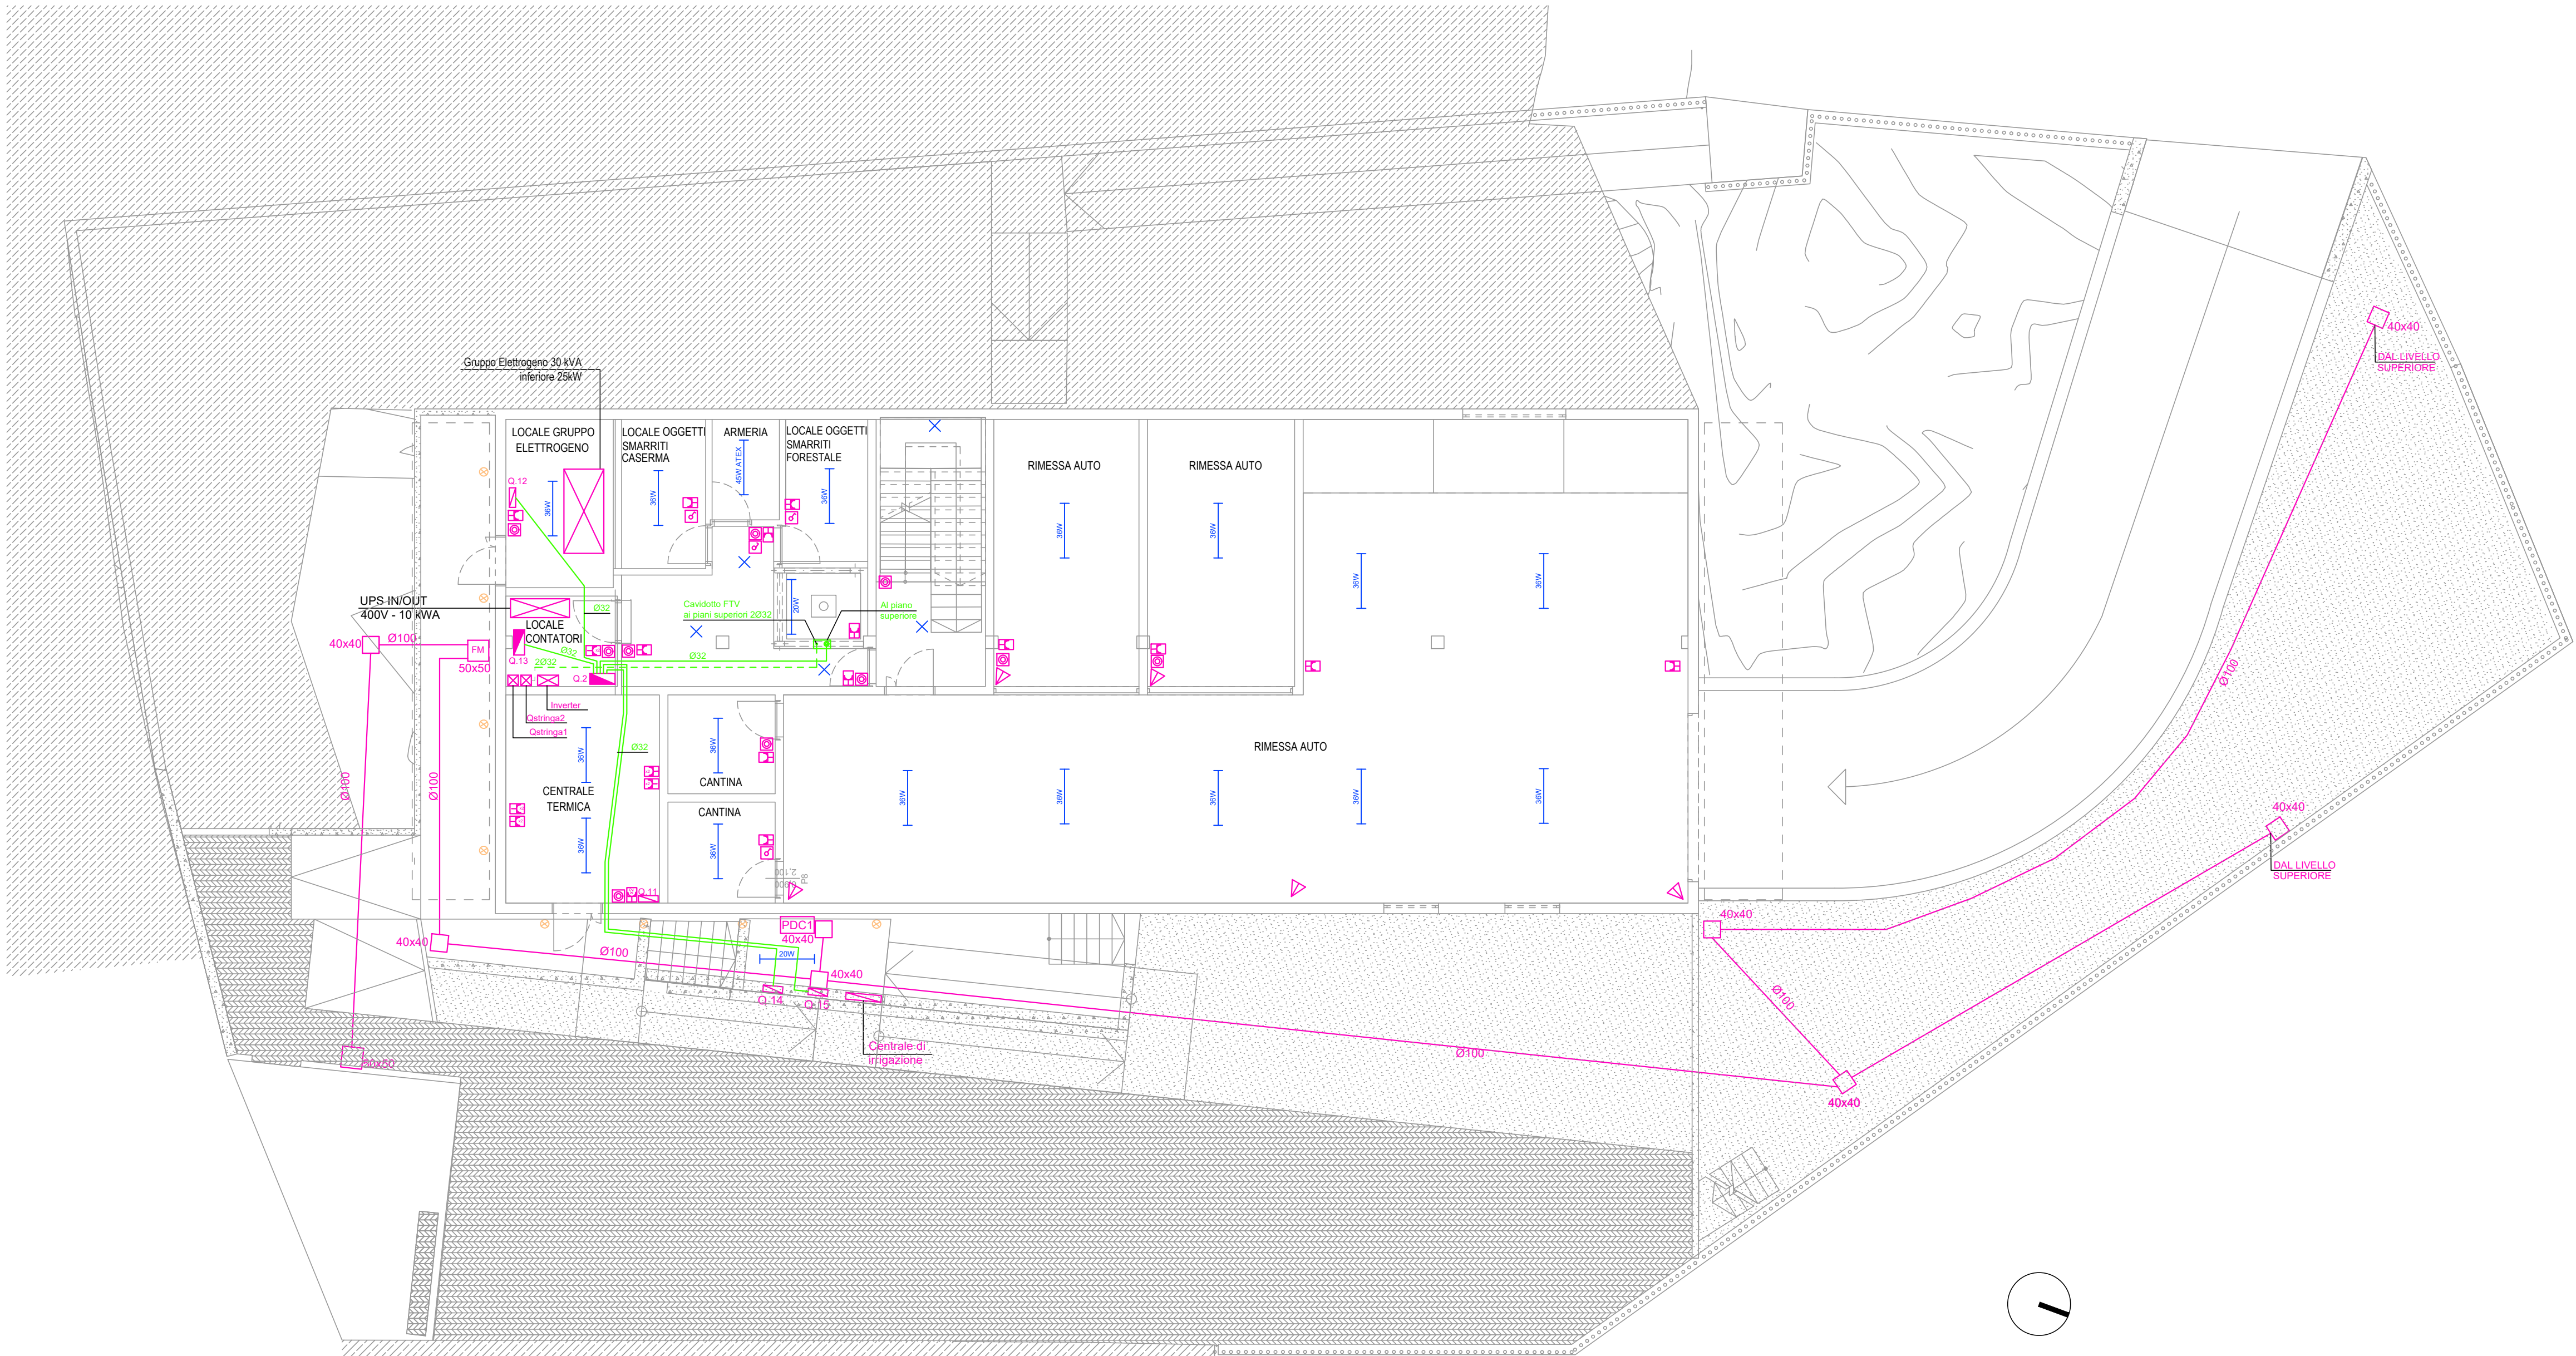 Gruppo Elettrogeno 30 kVA
inferiore 25kW
40x40
DAL LIVELLO
SUPERIORE
LOCALE GRUPPO
ELETTROGENO
LOCALE OGGETTI
SMARRITI
CASERMA
ARMERIA
LOCALE OGGETTI
SMARRITI
FORESTALE
RIMESSA AUTO
RIMESSA AUTO
Q.12
36W
36W
45W ATEX
36W
36W
36W
36W
36W
UPS IN/OUT
400V - 10 kWA
Ø32
Cavidotto FTV
ai piani superiori 2Ø32
20W
Al piano
superiore
LOCALE
CONTATORI
40x40
Ø100
FM
50x50
Q.13
Ø32
2Ø32
Q.2
Ø32
Ø100
Inverter
Qstringa2
Qstringa1
Ø32
36W
36W
RIMESSA AUTO
CANTINA
CENTRALE
TERMICA
CANTINA
Ø100
Ø100
36W
36W
36W
36W
36W
36W
36W
40x40
DAL LIVELLO
SUPERIORE
2,100
0,900
P8
Q.11
PDC1
40x40
40x40
40x40
Ø100
20W
40x40
Q.14
Q.15
Ø100
Centrale di
irrigazione
Ø100
50x50
40x40